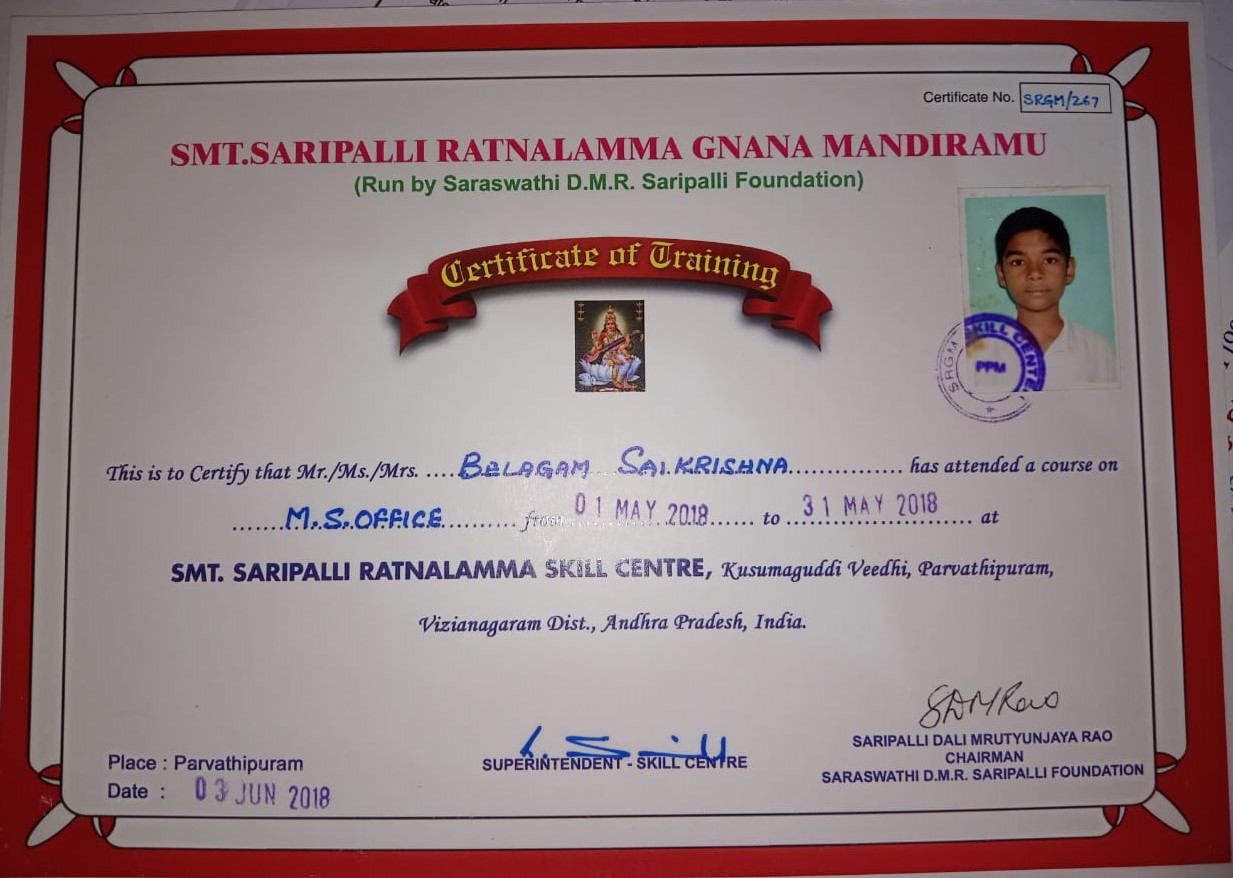 Certificate No. SRGM/267
SMT.SARIPALLI RATNALAMMA GNANA MANDIRAMU
(Run by Saraswathi D.M.R. Saripalli Foundation)
Certificate of Training
SRGM SKILL CENTE
PPM
This is to Certify that Mr./Ms./Mrs. .... BELAGAM SAI.KRISHNA ................ has attended a course on
....... M.S.OFFICE .......... from 01 MAY 2018 ...... to ... 31 MAY 2018 ...... at
SMT. SARIPALLI RATNALAMMA SKILL CENTRE, Kusumaguddi Veedhi, Parvathipuram,
Vizianagaram Dist., Andhra Pradesh, India.
SDMRao
SARIPALLI DALI MRUTYUNJAYA RAO
CHAIRMAN
SARASWATHI D.M.R. SARIPALLI FOUNDATION
SUPERINTENDENT - SKILL CENTRE
Place : Parvathipuram
Date : 03 JUN 2018